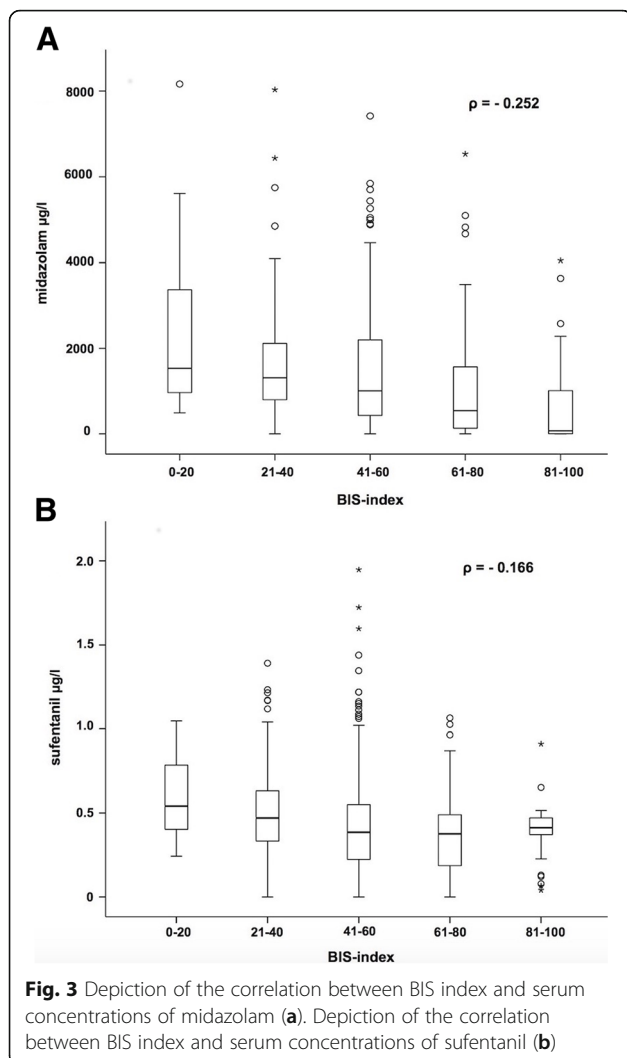 A
8000
6000
4000
2000
0
midazolam µg/l
ρ = - 0.252
0-20 21-40 41-60 61-80 81-100
BIS-index
B
2.0
1.5
1.0
0.5
0
sufentanil µg/l
ρ = - 0.166
0-20 21-40 41-60 61-80 81-100
BIS-index
Fig. 3 Depiction of the correlation between BIS index and serum
concentrations of midazolam (a). Depiction of the correlation
between BIS index and serum concentrations of sufentanil (b)